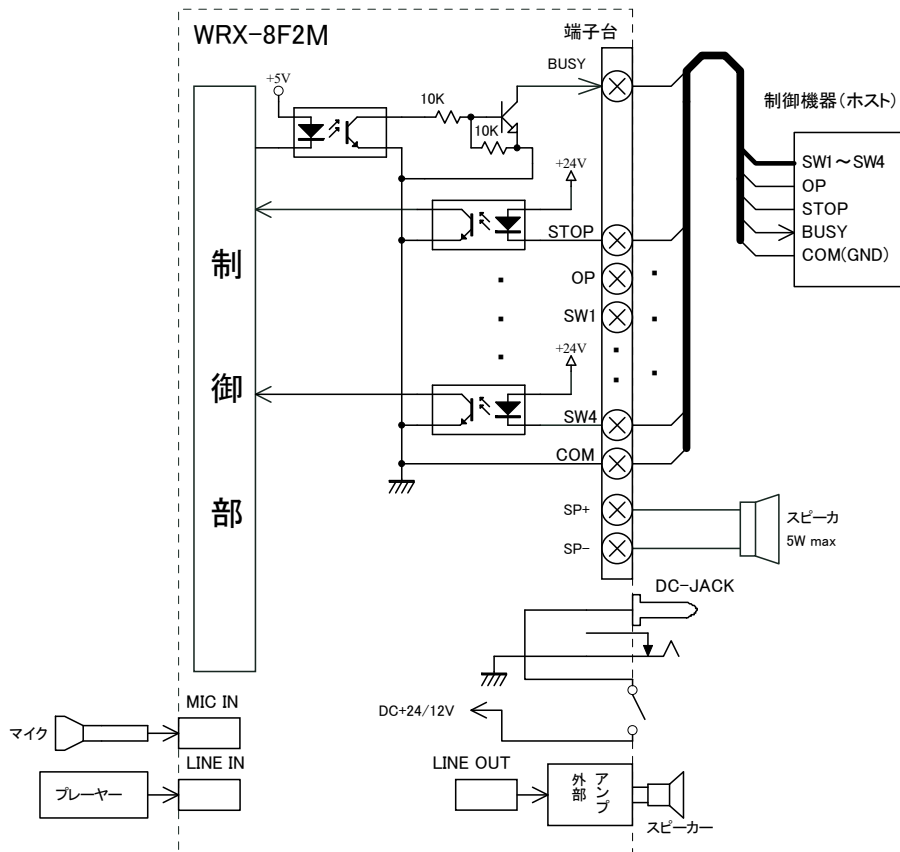 WRX-8F2M
端子台
BUSY
+5V
10K
10K
制御機器(ホスト)
SW1~SW4
OP
STOP
BUSY
COM(GND)
+24V
STOP
OP
SW1
+24V
SW4
COM
制御部
SP+
SP-
スピーカ
5W max
DC-JACK
DC+24/12V
MIC IN
マイク
LINE IN
プレーヤー
LINE OUT
外部
アンプ
スピーカー